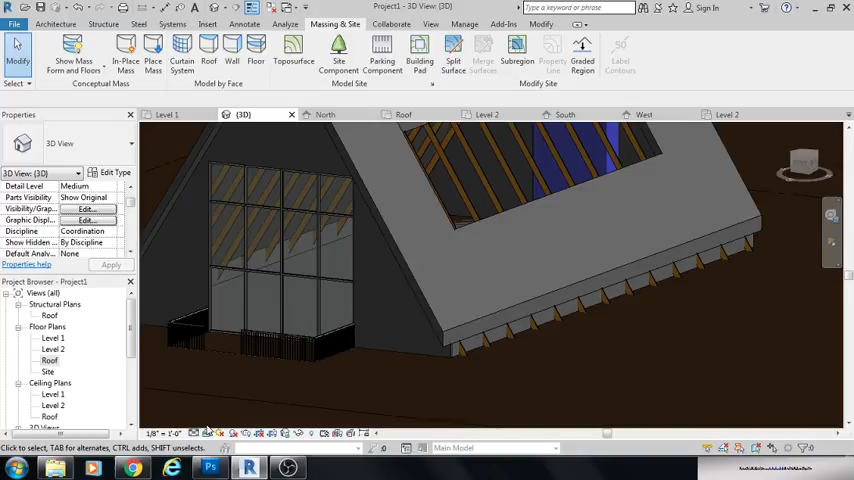 Project1 - 3D View: {3D}
Type a keyword or phrase
Sign In
File Architecture Structure Steel Systems Insert Annotate Analyze Massing & Site Collaborate View Manage Add-Ins Modify
Modify
Show Mass Form and Floors
In-Place Mass
Place Mass
Curtain System
Roof
Wall
Floor
Toposurface
Site Component
Parking Component
Building Pad
Split Surface
Merge Surfaces
Subregion
Property Line
Graded Region
50
Label Contours
Select
Conceptual Mass
Model by Face
Model Site
Modify Site
Properties
Level 1 {3D} North Roof Level 2 South West Level 2
3D View
3D View: {3D} Edit Type
Detail Level Medium
Parts Visibility Show Original
Visibility/Grap... Edit...
Graphic Displ... Edit...
Discipline Coordination
Show Hidden ... By Discipline
Default Analy... None
Properties help Apply
Project Browser - Project1
Views (all)
Structural Plans
Roof
Floor Plans
Level 1
Level 2
Roof
Site
Ceiling Plans
Level 1
Level 2
Roof
3D Views
1/8" = 1'-0"
Click to select, TAB for alternates, CTRL adds, SHIFT unselects.
:0
Main Model
:0
Ps
R